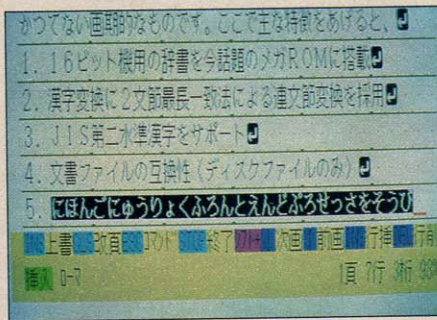 かつてない画期的なものです。ここで主な特徴をあげると、
1.16ビット機用の辞書を今話題のメガROMに搭載
2.漢字変換に2文節最長一致法による連文節変換を採用
3.JIS第二水準漢字をサポート
4.文書ファイルの互換性(ディスクファイルのみ)
5.にほんごにゅうりょくふろんとえんどぷろせっさをそうび
上書 改頁 コマンド 終了 次画 前画 行挿 行
挿入 ローマ 1頁 7行 3桁